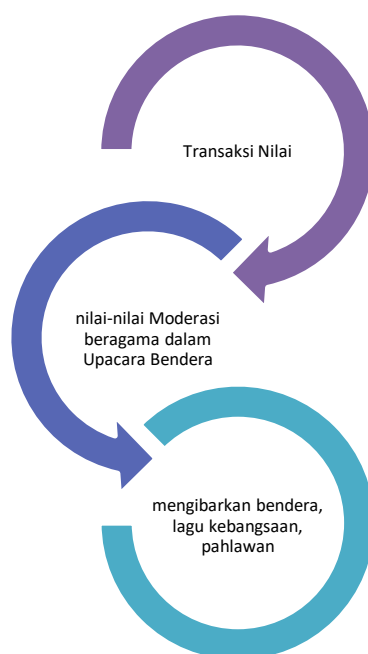 Transaksi Nilai
nilai-nilai Moderasi
beragama dalam
Upacara Bendera
mengibarkan bendera,
lagu kebangsaan,
pahlawan